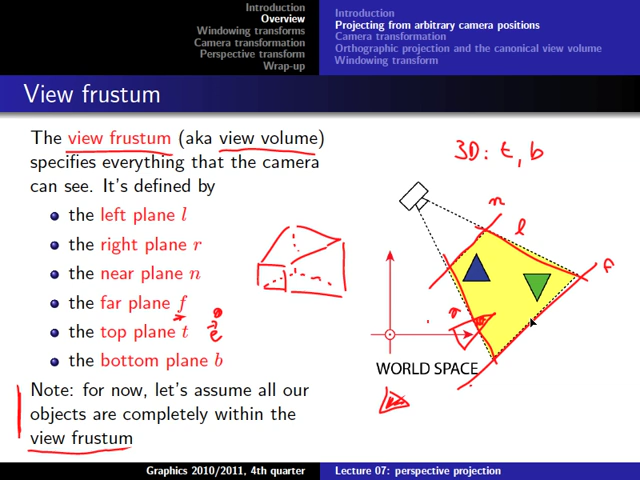 Introduction
Overview
Windowing transforms
Camera transformation
Perspective transform
Wrap-up
Introduction
Projecting from arbitrary camera positions
Camera transformation
Orthographic projection and the canonical view volume
Windowing transform
View frustum
The view frustum (aka view volume)
specifies everything that the camera
can see. It's defined by
the left plane l
the right plane r
the near plane n
the far plane f
the top plane t
the bottom plane b
Note: for now, let's assume all our
objects are completely within the
view frustum
3D: t, b
n
l
f
r
WORLD SPACE
Graphics 2010/2011, 4th quarter
Lecture 07: perspective projection